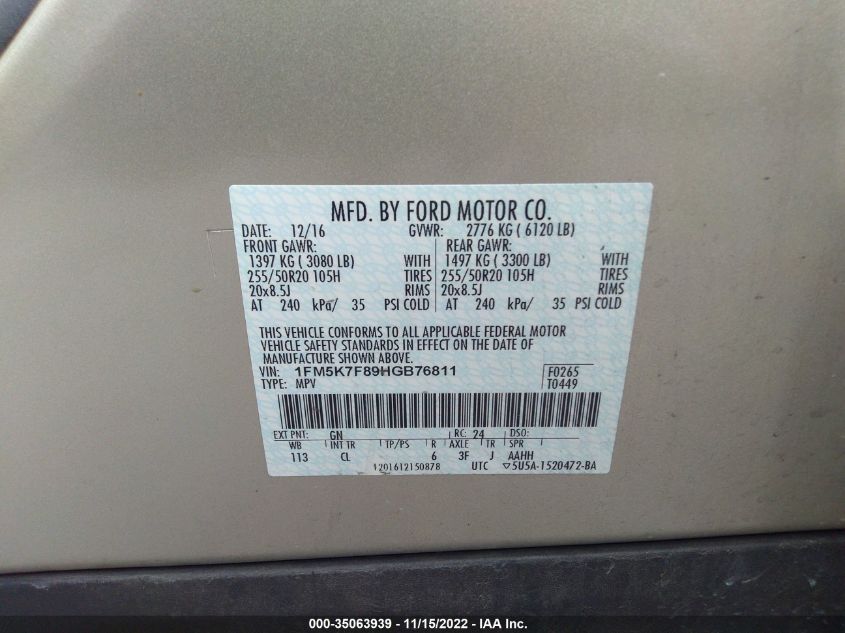 MFD. BY FORD MOTOR CO.
DATE: 12/16 GVWR: 2776 KG ( 6120 LB)
FRONT GAWR: REAR GAWR:
1397 KG ( 3080 LB) WITH 1497 KG ( 3300 LB) WITH
255/50R20 105H TIRES 255/50R20 105H TIRES
20x8.5J RIMS 20x8.5J RIMS
AT 240 kPa/ 35 PSI COLD AT 240 kPa/ 35 PSI COLD
THIS VEHICLE CONFORMS TO ALL APPLICABLE FEDERAL MOTOR
VEHICLE SAFETY STANDARDS IN EFFECT ON THE DATE OF
MANUFACTURE SHOWN ABOVE.
VIN: 1FM5K7F89HGB76811 F0265
TYPE: MPV T0449
EXT PNT: GN RC: 24 DSO:
WB INT TR TP/PS R AXLE TR SPR
113 CL 6 3F J AAHH
1201612150878 UTC ▽5U5A-1520472-BA
000-35063939 - 11/15/2022 - IAA Inc.